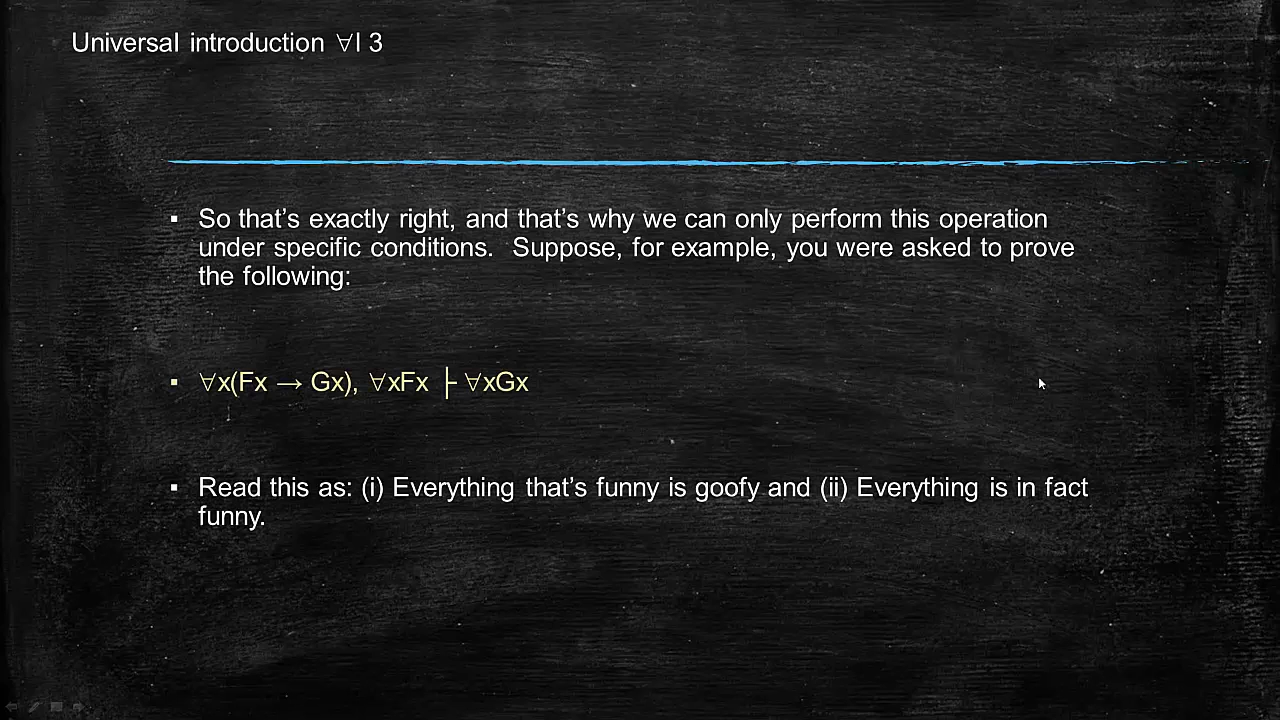 Universal introduction ∀I 3
▪ So that’s exactly right, and that’s why we can only perform this operation
under specific conditions.  Suppose, for example, you were asked to prove
the following:
▪ ∀x(Fx → Gx), ∀xFx ├ ∀xGx
▪ Read this as: (i) Everything that’s funny is goofy and (ii) Everything is in fact
funny.